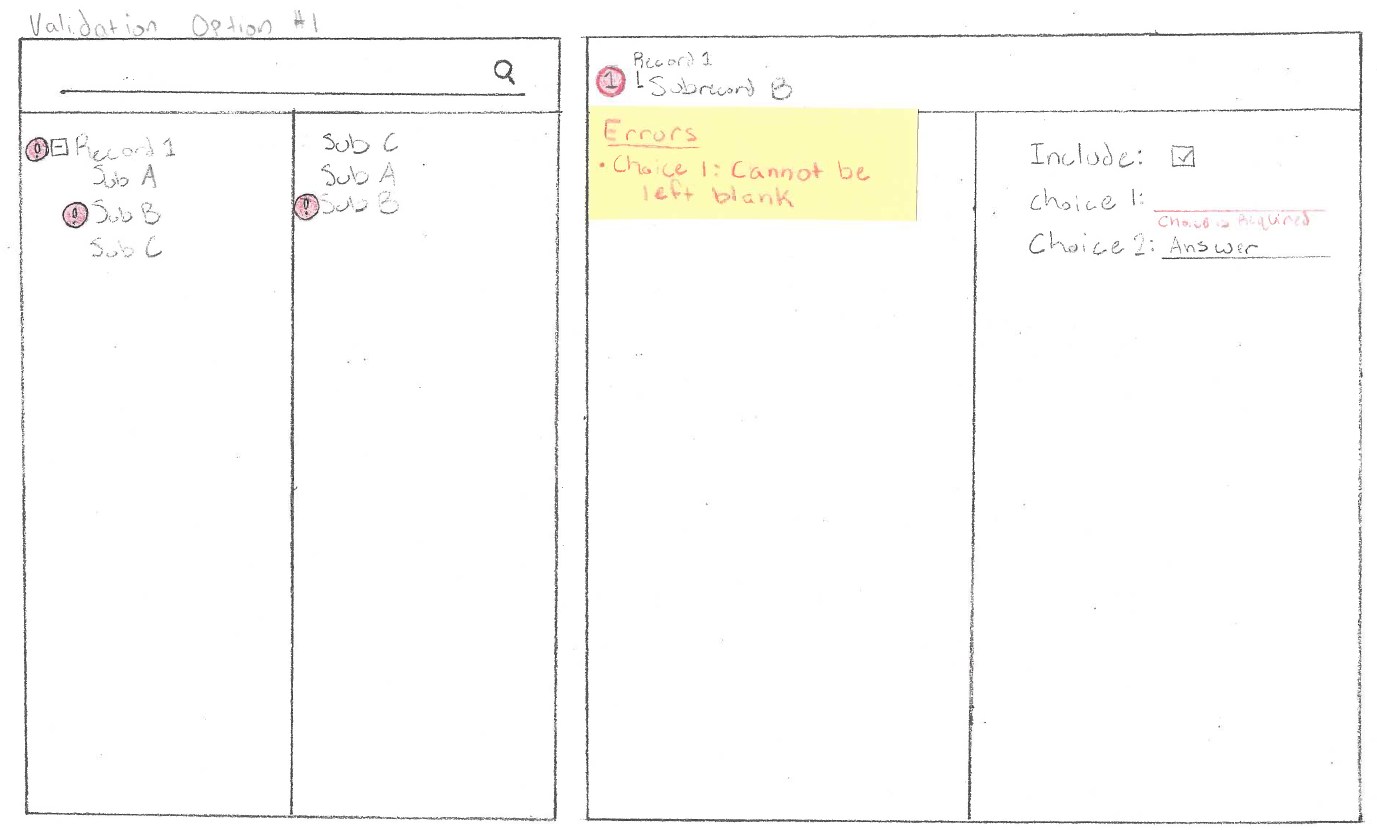 Validation Option #1
! Record 1
Sub A
! Sub B
Sub C
Sub C
Sub A
! Sub B
1 Record 1
Subrecord B
Errors
• Choice 1: Cannot be
left blank
Include:
Choice 1:
Choice is Required
Choice 2: Answer